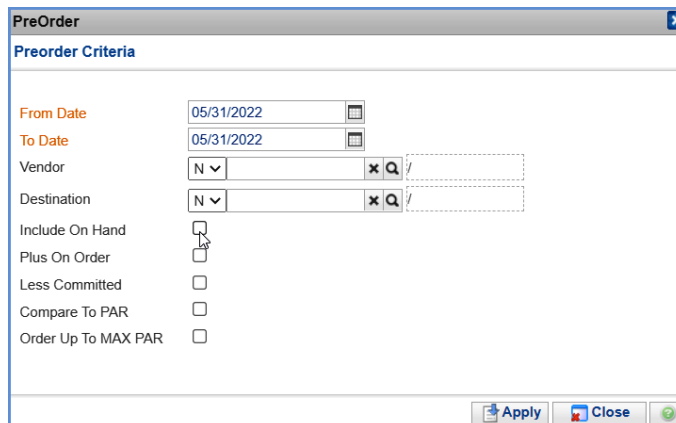 PreOrder
Preorder Criteria
From Date 05/31/2022
To Date 05/31/2022
Vendor N /
Destination N /
Include On Hand
Plus On Order
Less Committed
Compare To PAR
Order Up To MAX PAR
Apply Close ?